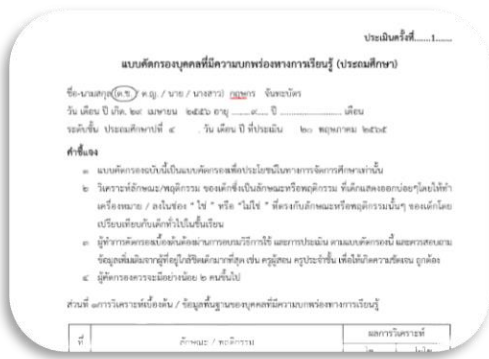 ประเมินครั้งที่.......1.......
แบบคัดกรองบุคคลที่มีความบกพร่องทางการเรียนรู้ (ประถมศึกษา)
ชื่อ-นามสกุล (ด.ช. / ด.ญ. / นาย / นางสาว) กฤษกร จันทะบัตร
วัน เดือน ปี เกิด. ๒๙ เมษายน ๒๕๕๖ อายุ ........๙..... ปี .................... เดือน
ระดับชั้น ประถมศึกษาปีที่ ๔ . วัน เดือน ปี ที่ประเมิน ๒๐ พฤษภาคม ๒๕๖๕
คำชี้แจง
๑ แบบคัดกรองฉบับนี้เป็นแบบคัดกรองเพื่อประโยชน์ในทางการจัดการศึกษาเท่านั้น
๒ วิเคราะห์ลักษณะ/พฤติกรรม ของเด็กซึ่งเป็นลักษณะหรือพฤติกรรม ที่เด็กแสดงออกบ่อยๆโดยให้ทำ
เครื่องหมาย / ลงในช่อง " ใช่ " หรือ "ไม่ใช่ " ที่ตรงกับลักษณะหรือพฤติกรรมนั้นๆ ของเด็กโดย
เปรียบเทียบกับเด็กทั่วไปในชั้นเรียน
๓ ผู้ทำการคัดกรองเบื้องต้นต้องผ่านการอบรมวิธีการใช้ และการประเมิน ตามแบบคัดกรองนี้ และควรสอบถาม
ข้อมูลเพิ่มเติมจากผู้ที่อยู่ใกล้ชิดเด็กมากที่สุด เช่น ครูผู้สอน ครูประจำชั้น เพื่อให้เกิดความชัดเจน ถูกต้อง
๔ ผู้คัดกรองควรจะมีอย่างน้อย ๒ คนขึ้นไป
ส่วนที่ ๑การวิเคราะห์เบื้องต้น / ข้อมูลพื้นฐานของบุคคลที่มีความบกพร่องทางการเรียนรู้
ที่ ลักษณะ / พฤติกรรม ผลการวิเคราะห์